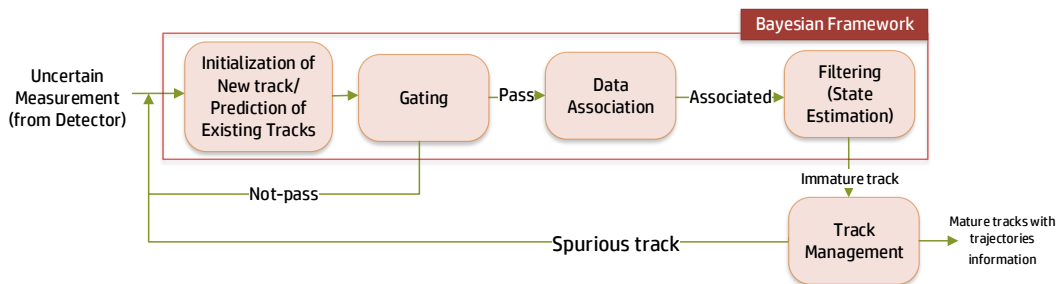 Bayesian Framework
Uncertain
Measurement
(from Detector)
Initialization of
New track/
Prediction of
Existing Tracks
Gating
Pass
Data
Association
Associated
Filtering
(State
Estimation)
Not-pass
Immature track
Spurious track
Track
Management
Mature tracks with
trajectories
information